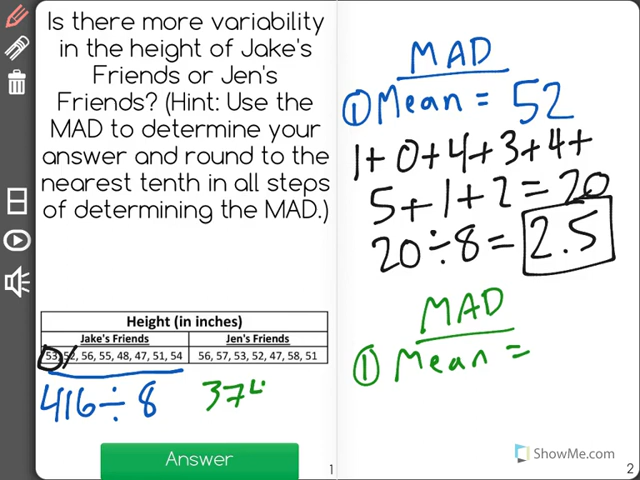 Is there more variability
in the height of Jake's
Friends or Jen's
Friends? (Hint: Use the
MAD to determine your
answer and round to the
nearest tenth in all steps
of determining the MAD.)
Height (in inches)
Jake's Friends Jen's Friends
53, 52, 56, 55, 48, 47, 51, 54 56, 57, 53, 52, 47, 58, 51
416 ÷ 8 374
Answer
1
MAD
① Mean = 52
1 + 0 + 4 + 3 + 4 +
5 + 1 + 2 = 20
20 ÷ 8 = 2.5
MAD
① Mean =
ShowMe.com
2